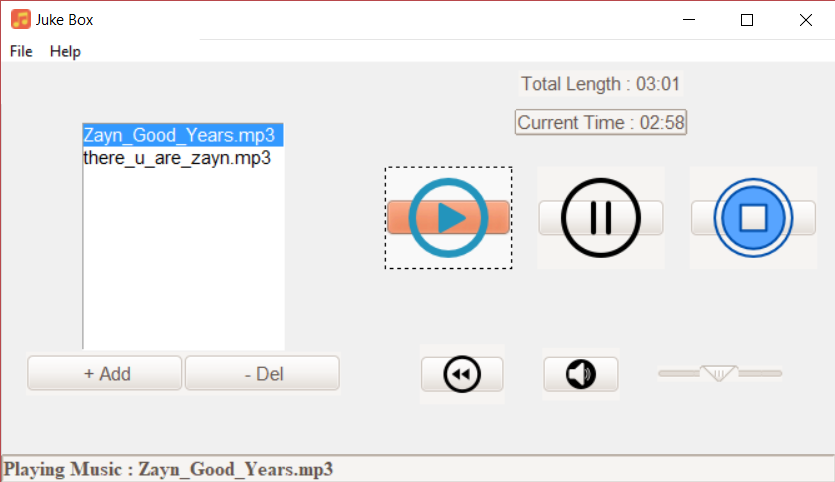 Juke Box
File Help
Total Length : 03:01
Current Time : 02:58
Zayn_Good_Years.mp3
there_u_are_zayn.mp3
+ Add - Del
Playing Music : Zayn_Good_Years.mp3